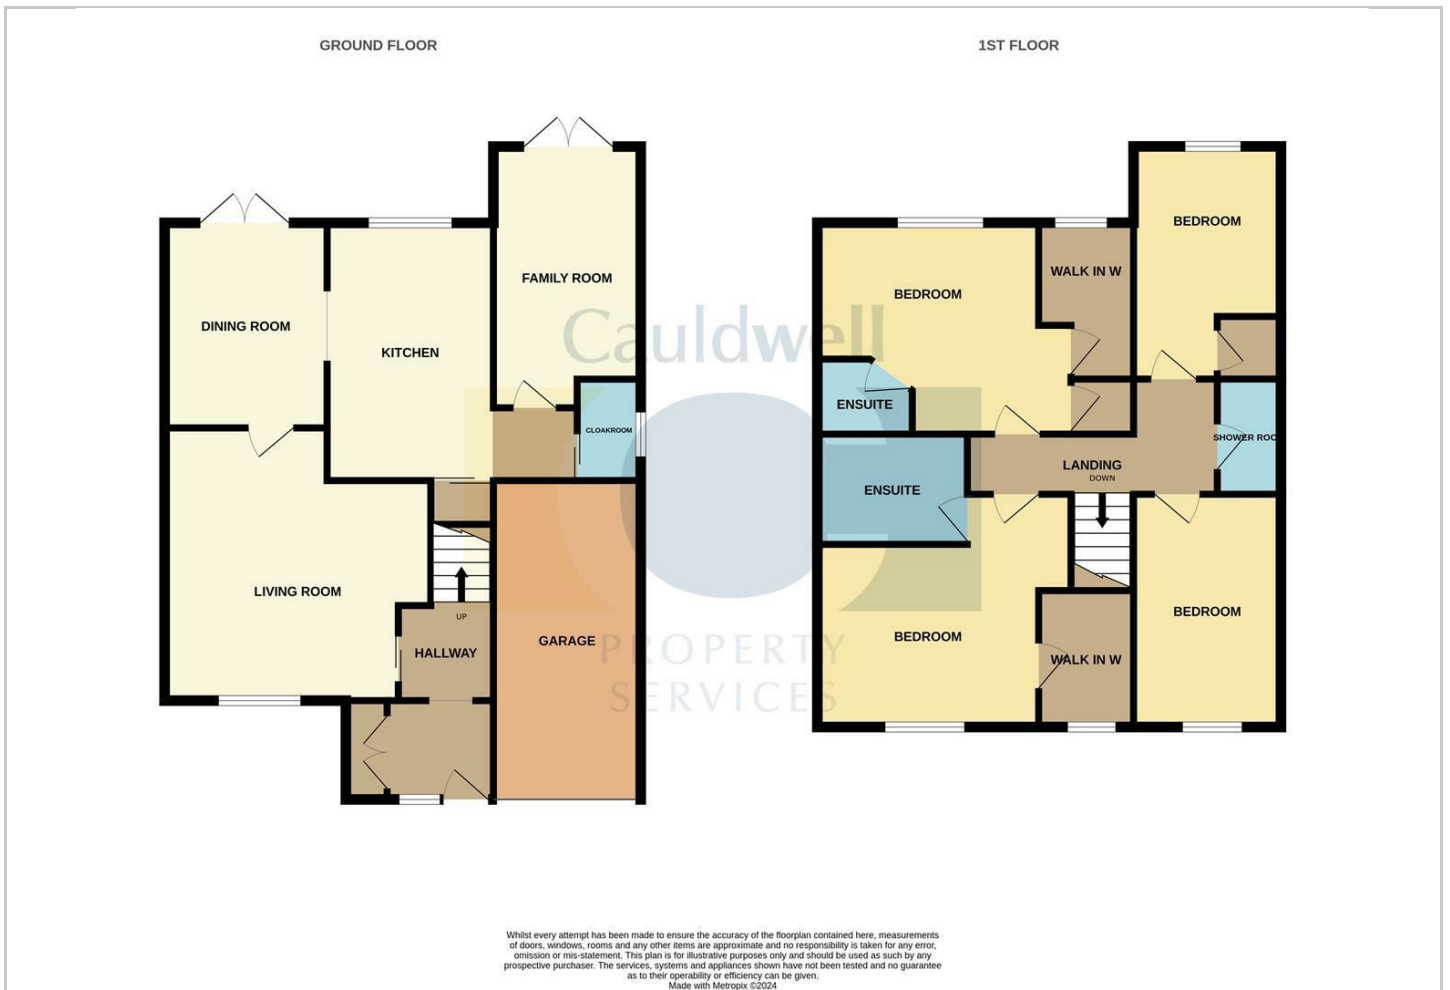 GROUND FLOOR
1ST FLOOR
DINING ROOM
KITCHEN
FAMILY ROOM
CLOAKROOM
LIVING ROOM
UP
HALLWAY
GARAGE
BEDROOM
WALK IN W
BEDROOM
ENSUITE
ENSUITE
LANDING
DOWN
SHOWER ROO
BEDROOM
WALK IN W
BEDROOM
Cauldwell
PROPERTY
SERVICES
Whilst every attempt has been made to ensure the accuracy of the floorplan contained here, measurements
of doors, windows, rooms and any other items are approximate and no responsibility is taken for any error,
omission or mis-statement. This plan is for illustrative purposes only and should be used as such by any
prospective purchaser. The services, systems and appliances shown have not been tested and no guarantee
as to their operability or efficiency can be given.
Made with Metropix ©2024